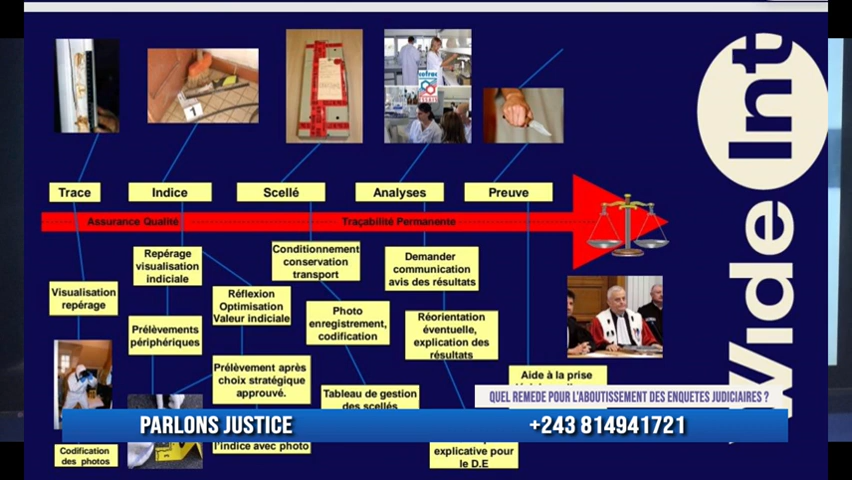 Trace
Indice
Scellé
Analyses
Preuve
Assurance Qualité
Traçabilité Permanente
Visualisation
repérage
Repérage
visualisation
indiciale
Prélèvements
périphériques
Réflexion
Optimisation
Valeur indiciale
Prélèvement après
choix stratégique
approuvé.
l'indice avec photo
Conditionnement
conservation
transport
Photo
enregistrement,
codification
Tableau de gestion
des scellés
Demander
communication
avis des résultats
Réorientation
éventuelle,
explication des
résultats
explicative pour
le D.E
Aide à la prise
Codification
des photos
1
Wide Int
QUEL REMEDE POUR L'ABOUTISSEMENT DES ENQUETES JUDICIAIRES ?
PARLONS JUSTICE
+243 814941721